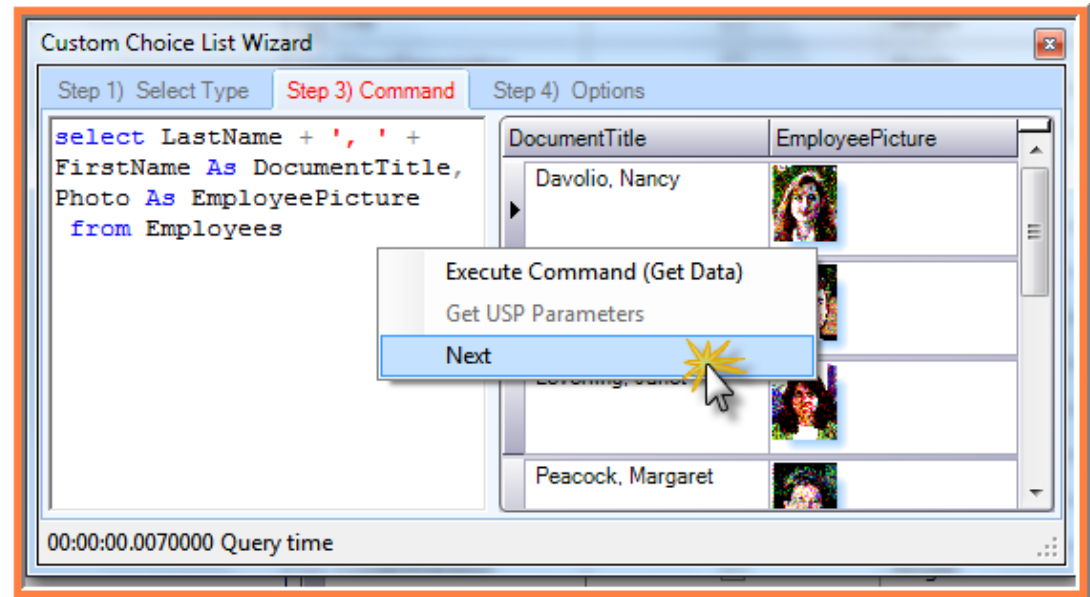 Custom Choice List Wizard
Step 1) Select Type Step 3) Command Step 4) Options
select LastName + ', ' +
FirstName As DocumentTitle,
Photo As EmployeePicture
from Employees
DocumentTitle EmployeePicture
Davolio, Nancy
Execute Command (Get Data)
Get USP Parameters
Next
Peacock, Margaret
00:00:00.0070000 Query time